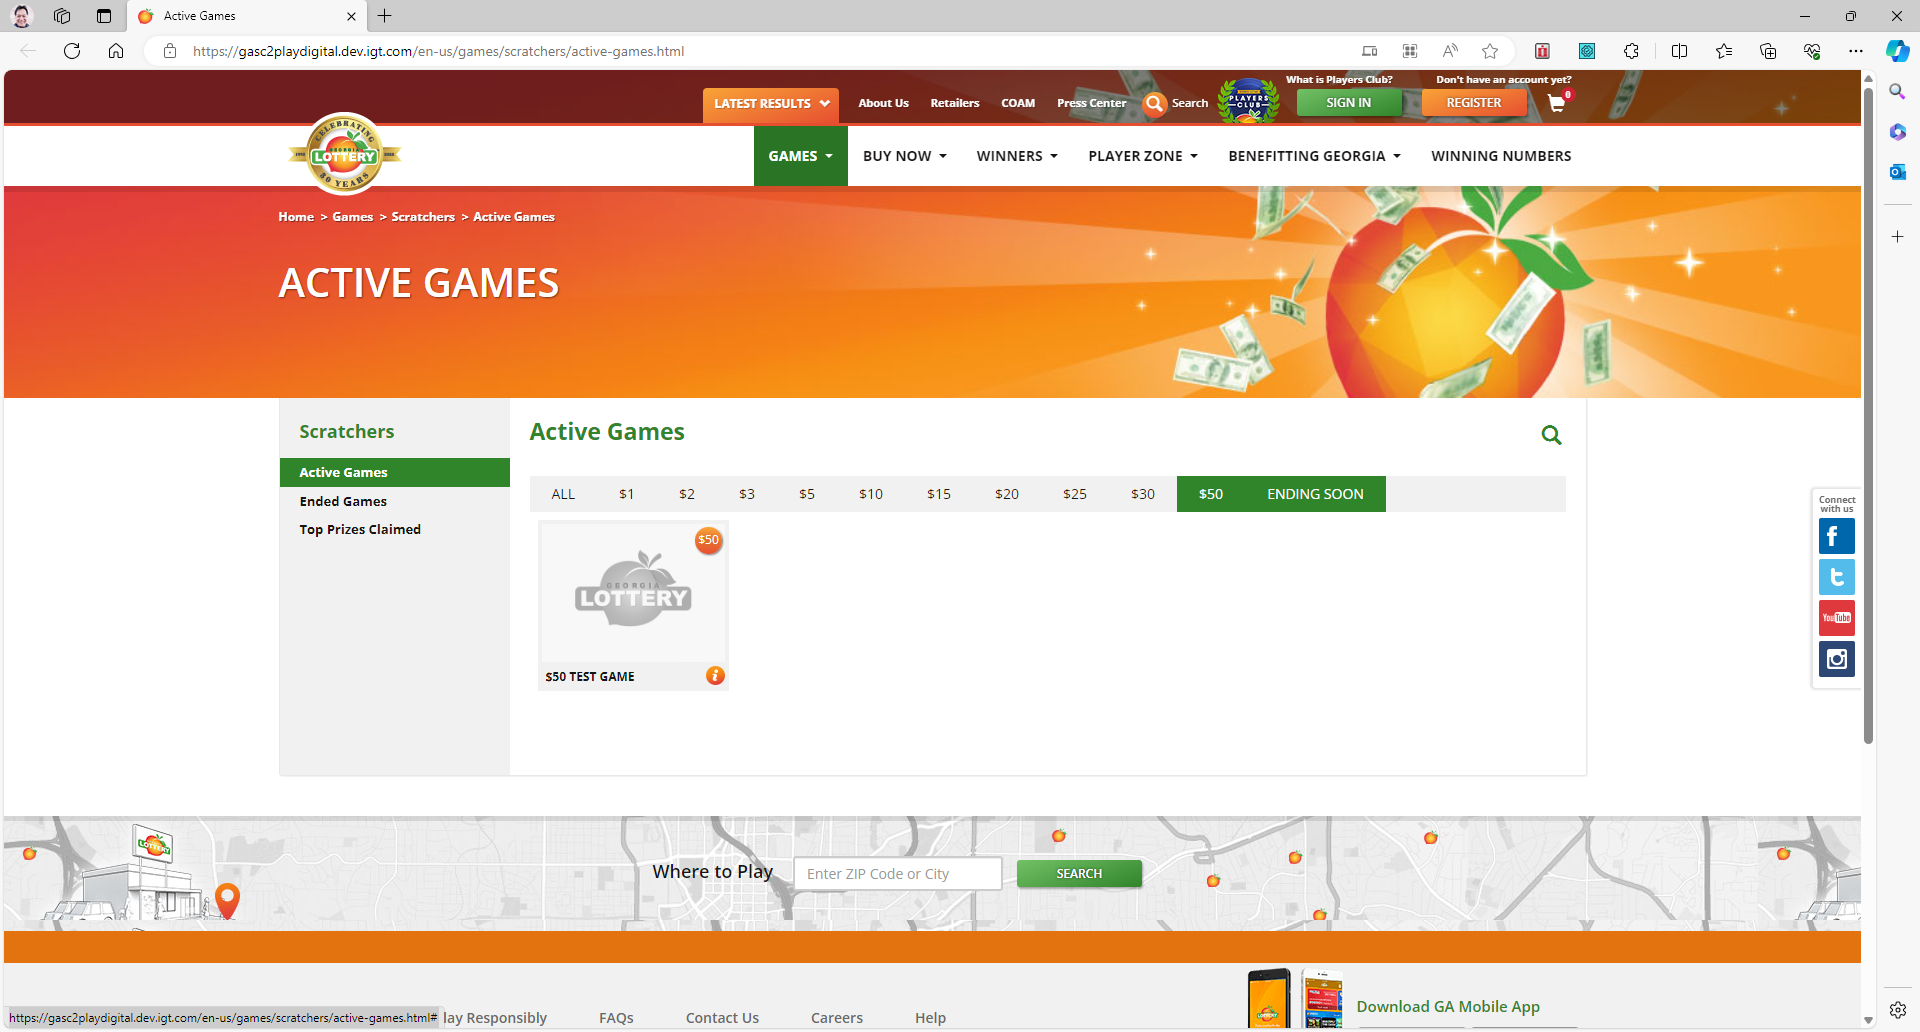 Active Games
https://gasc2playdigital.dev.igt.com/en-us/games/scratchers/active-games.html
What is Players Club?
Don't have an account yet?
LATEST RESULTS
About Us
Retailers
COAM
Press Center
Search
PLAYERS
CLUB
SIGN IN
REGISTER
0
CELEBRATING
GEORGIA
LOTTERY
30 YEARS
GAMES
BUY NOW
WINNERS
PLAYER ZONE
BENEFITTING GEORGIA
WINNING NUMBERS
Home > Games > Scratchers > Active Games
ACTIVE GAMES
Scratchers
Active Games
Ended Games
Top Prizes Claimed
Active Games
ALL $1 $2 $3 $5 $10 $15 $20 $25 $30 $50 ENDING SOON
$50
GEORGIA
LOTTERY
$50 TEST GAME
i
Connect
with us
f
t
YouTube
LOTTERY
Where to Play
Enter ZIP Code or City
SEARCH
Download GA Mobile App
https://gasc2playdigital.dev.igt.com/en-us/games/scratchers/active-games.html#
lay Responsibly
FAQs
Contact Us
Careers
Help